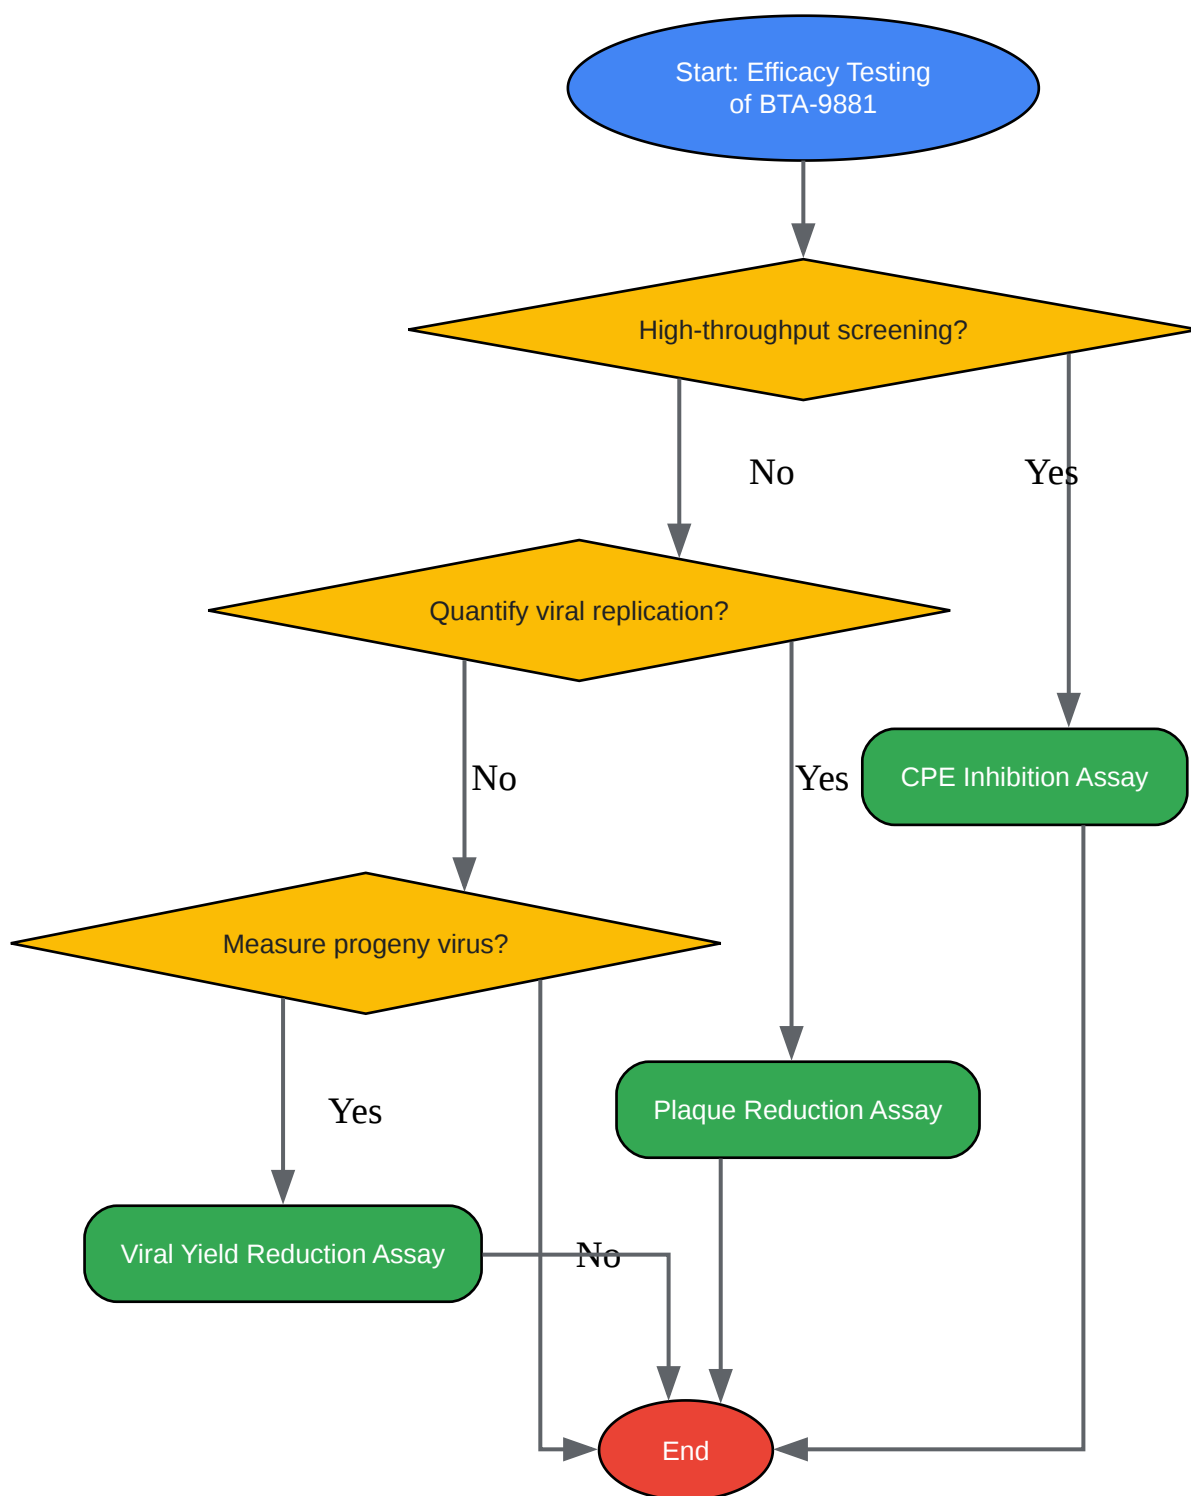 Start: Efficacy Testing
of BTA-9881
High-throughput screening?
No
Yes
Quantify viral replication?
No
Yes
CPE Inhibition Assay
Measure progeny virus?
Yes
Plaque Reduction Assay
Viral Yield Reduction Assay
No
End